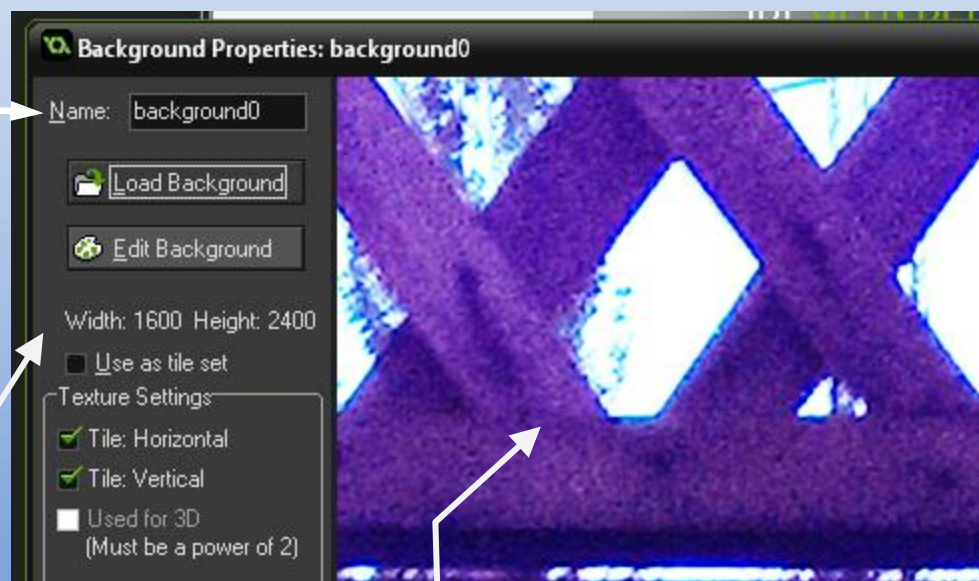 Background Properties: background0
Name: background0
Load Background
Edit Background
Width: 1600 Height: 2400
Use as tile set
Texture Settings
Tile: Horizontal
Tile: Vertical
Used for 3D
(Must be a power of 2)